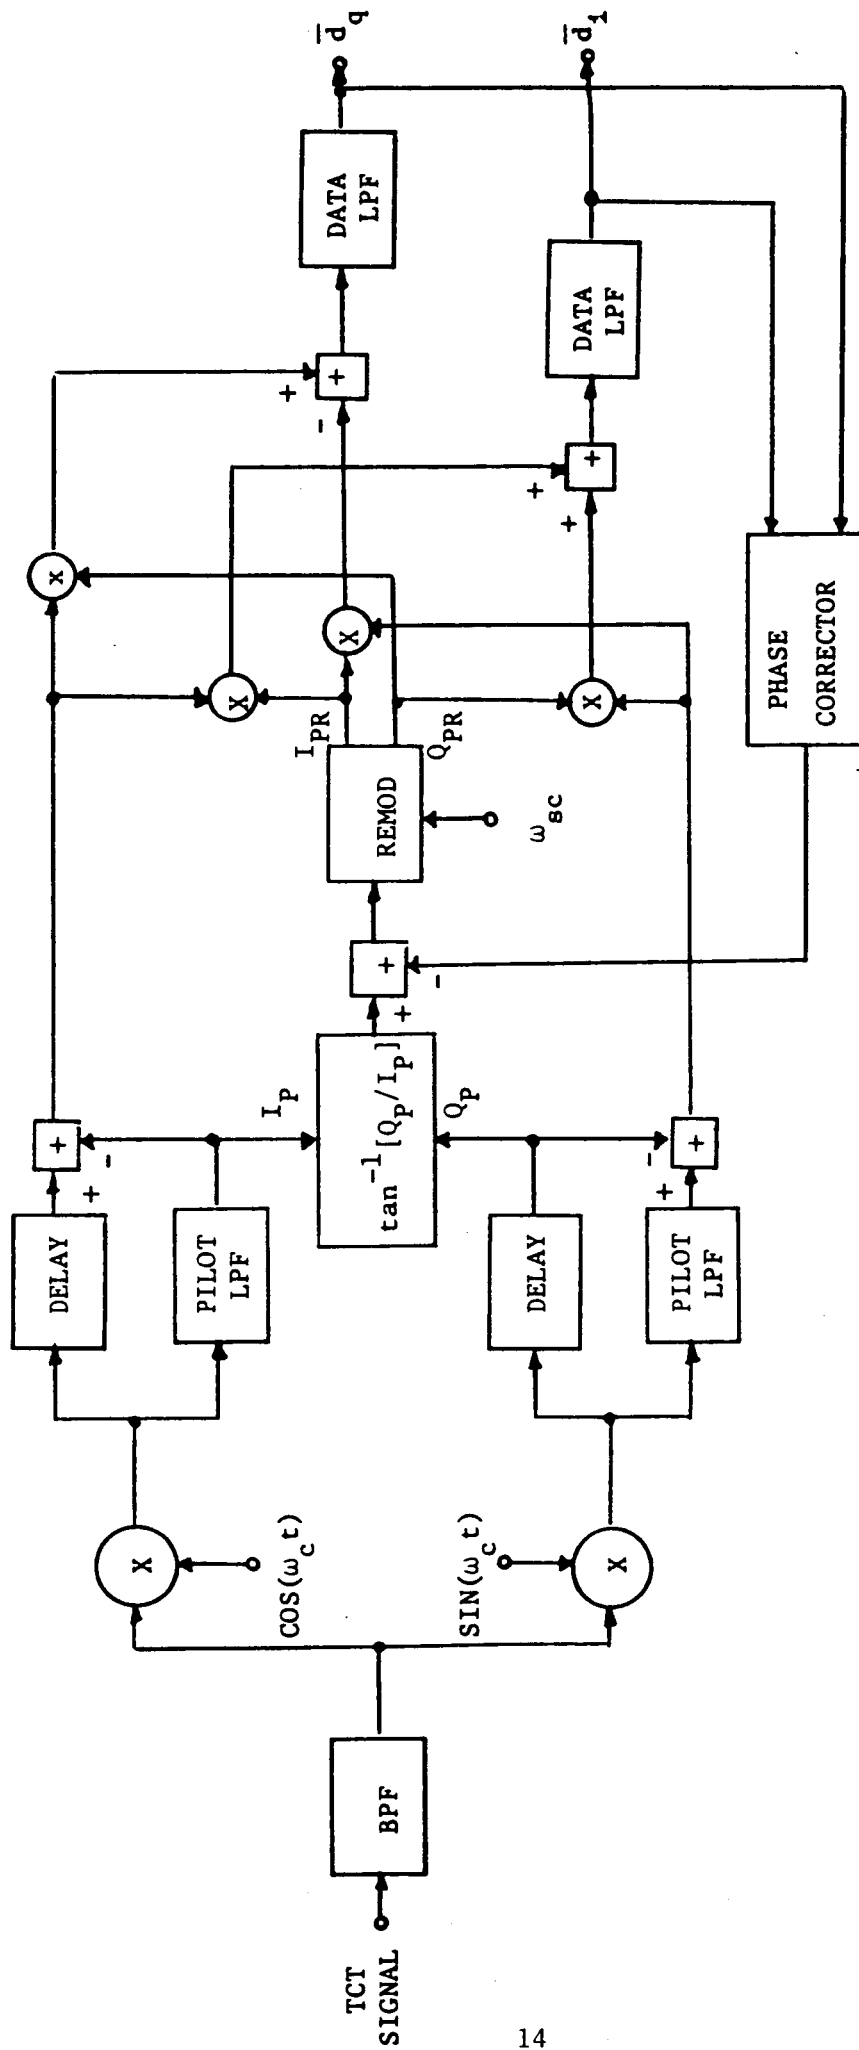 TCT
SIGNAL
BPF
COS(ω_c t)
X
SIN(ω_c t)
X
DELAY
PILOT
LPF
DELAY
PILOT
LPF
+
-
+
I_P
tan^-1[Q_P/I_P]
Q_P
-
+
+
+
+
-
REMOD
ω_sc
I_PR
Q_PR
X
X
X
X
PHASE
CORRECTOR
+
+
-
+
+
+
DATA
LPF
DATA
LPF
d̅_q
d̅_i
14